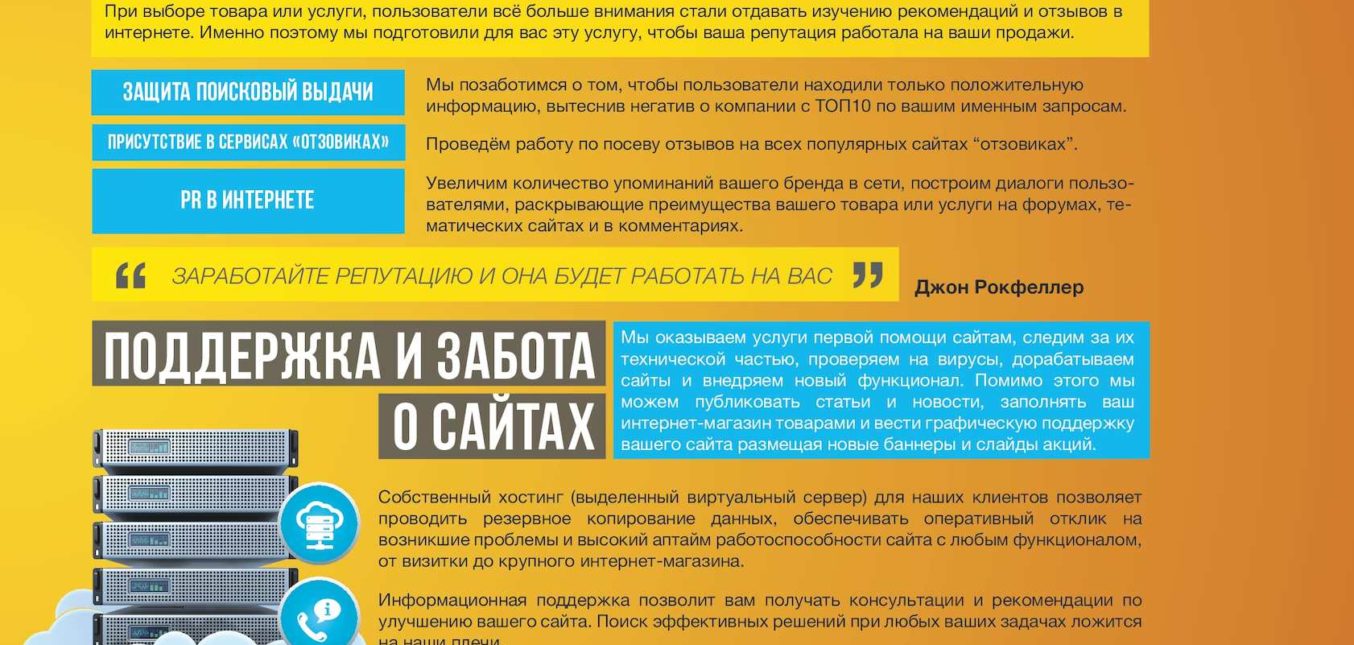 При выборе товара или услуги, пользователи всё больше внимания стали отдавать изучению рекомендаций и отзывов в
интернете. Именно поэтому мы подготовили для вас эту услугу, чтобы ваша репутация работала на ваши продажи.
ЗАЩИТА ПОИСКОВЫЙ ВЫДАЧИ
Мы позаботимся о том, чтобы пользователи находили только положительную
информацию, вытеснив негатив о компании с ТОП10 по вашим именным запросам.
ПРИСУТСТВИЕ В СЕРВИСАХ «ОТЗОВИКАХ»
Проведём работу по посеву отзывов на всех популярных сайтах “отзовиках”.
PR В ИНТЕРНЕТЕ
Увеличим количество упоминаний вашего бренда в сети, построим диалоги пользо-
вателями, раскрывающие преимущества вашего товара или услуги на форумах, те-
матических сайтах и в комментариях.
“ ЗАРАБОТАЙТЕ РЕПУТАЦИЮ И ОНА БУДЕТ РАБОТАТЬ НА ВАС ”
Джон Рокфеллер
ПОДДЕРЖКА И ЗАБОТА
О САЙТАХ
Мы оказываем услуги первой помощи сайтам, следим за их
технической частью, проверяем на вирусы, дорабатываем
сайты и внедряем новый функционал. Помимо этого мы
можем публиковать статьи и новости, заполнять ваш
интернет-магазин товарами и вести графическую поддержку
вашего сайта размещая новые баннеры и слайды акций.
Собственный хостинг (выделенный виртуальный сервер) для наших клиентов позволяет
проводить резервное копирование данных, обеспечивать оперативный отклик на
возникшие проблемы и высокий аптайм работоспособности сайта с любым функционалом,
от визитки до крупного интернет-магазина.
Информационная поддержка позволит вам получать консультации и рекомендации по
улучшению вашего сайта. Поиск эффективных решений при любых ваших задачах ложится
на наши плечи.